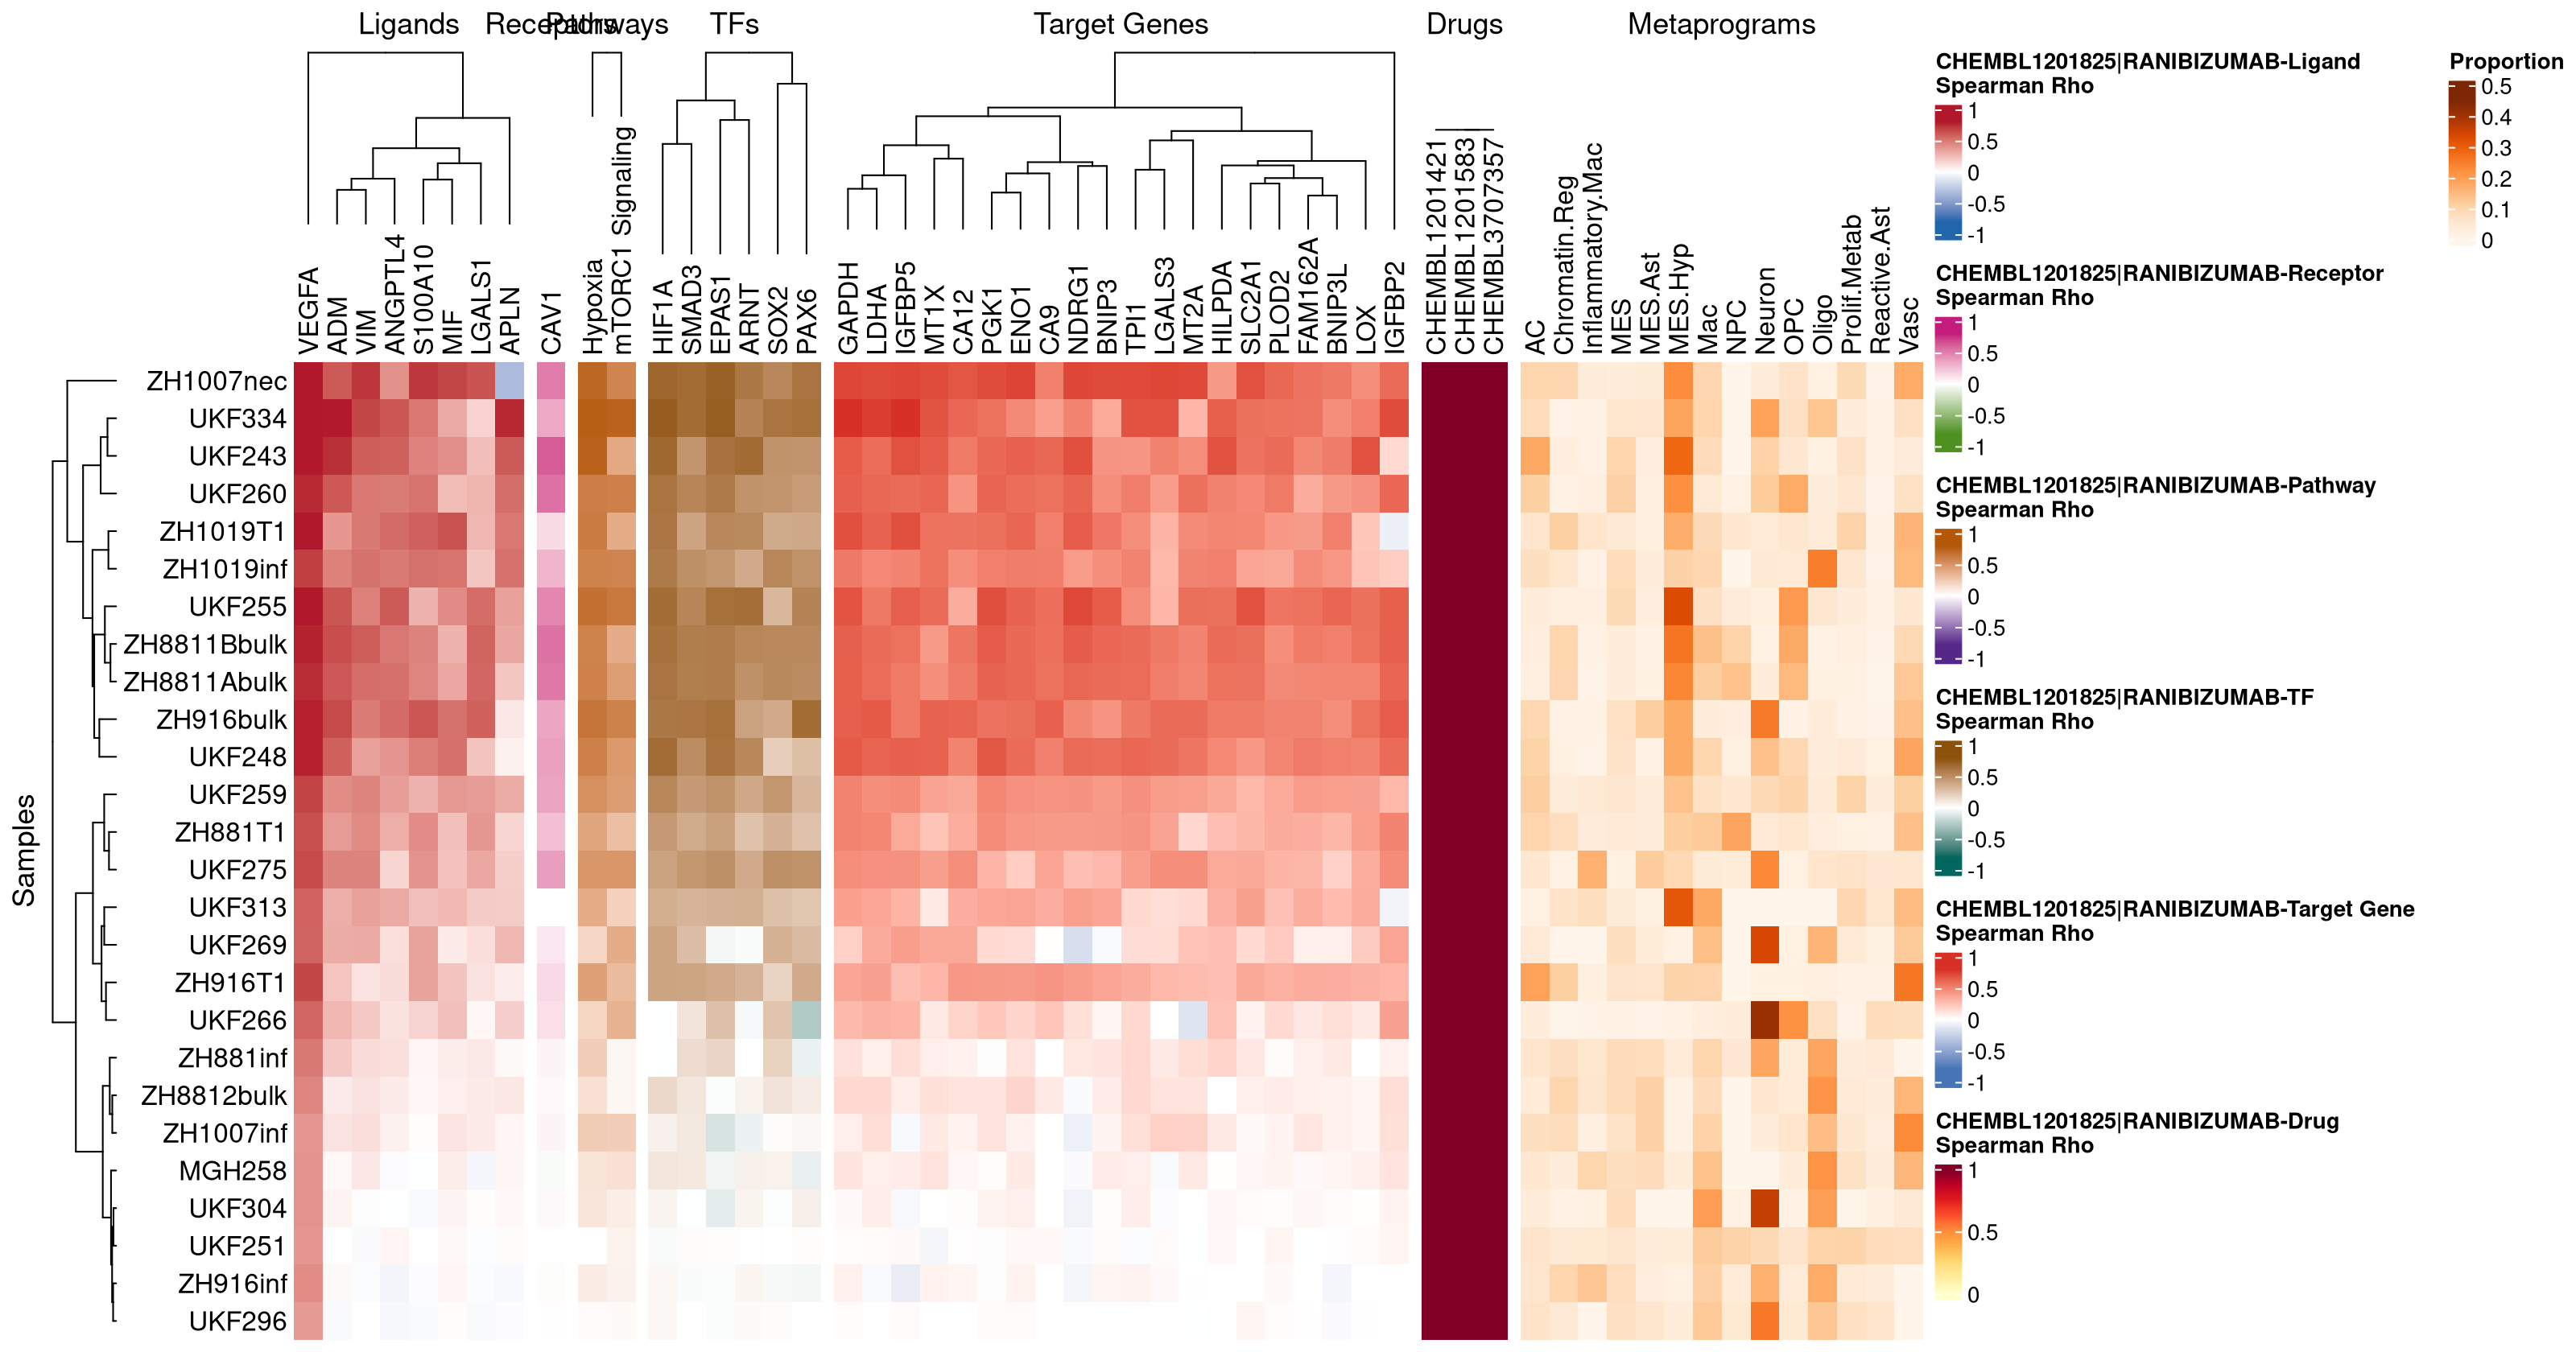 Ligands
Receptors
Pathways
TFs
Target Genes
Drugs
Metaprograms
VEGFA
ADM
VIM
ANGPTL4
S100A10
MIF
LGALS1
APLN
CAV1
Hypoxia
mTORC1 Signaling
HIF1A
SMAD3
EPAS1
ARNT
SOX2
PAX6
GAPDH
LDHA
IGFBP5
MT1X
CA12
PGK1
ENO1
CA9
NDRG1
BNIP3
TPI1
LGALS3
MT2A
HILPDA
SLC2A1
PLOD2
FAM162A
BNIP3L
LOX
IGFBP2
CHEMBL1201421
CHEMBL1201583
CHEMBL3707357
AC
Chromatin.Reg
Inflammatory.Mac
MES
MES.Ast
MES.Hyp
Mac
NPC
Neuron
OPC
Oligo
Prolif.Metab
Reactive.Ast
Vasc
Samples
ZH1007nec
UKF334
UKF243
UKF260
ZH1019T1
ZH1019inf
UKF255
ZH8811Bbulk
ZH8811Abulk
ZH916bulk
UKF248
UKF259
ZH881T1
UKF275
UKF313
UKF269
ZH916T1
UKF266
ZH881inf
ZH8812bulk
ZH1007inf
MGH258
UKF304
UKF251
ZH916inf
UKF296
CHEMBL1201825|RANIBIZUMAB-Ligand
Spearman Rho
1
0.5
0
-0.5
-1
CHEMBL1201825|RANIBIZUMAB-Receptor
Spearman Rho
1
0.5
0
-0.5
-1
CHEMBL1201825|RANIBIZUMAB-Pathway
Spearman Rho
1
0.5
0
-0.5
-1
CHEMBL1201825|RANIBIZUMAB-TF
Spearman Rho
1
0.5
0
-0.5
-1
CHEMBL1201825|RANIBIZUMAB-Target Gene
Spearman Rho
1
0.5
0
-0.5
-1
CHEMBL1201825|RANIBIZUMAB-Drug
Spearman Rho
1
0.5
0
Proportion
0.5
0.4
0.3
0.2
0.1
0